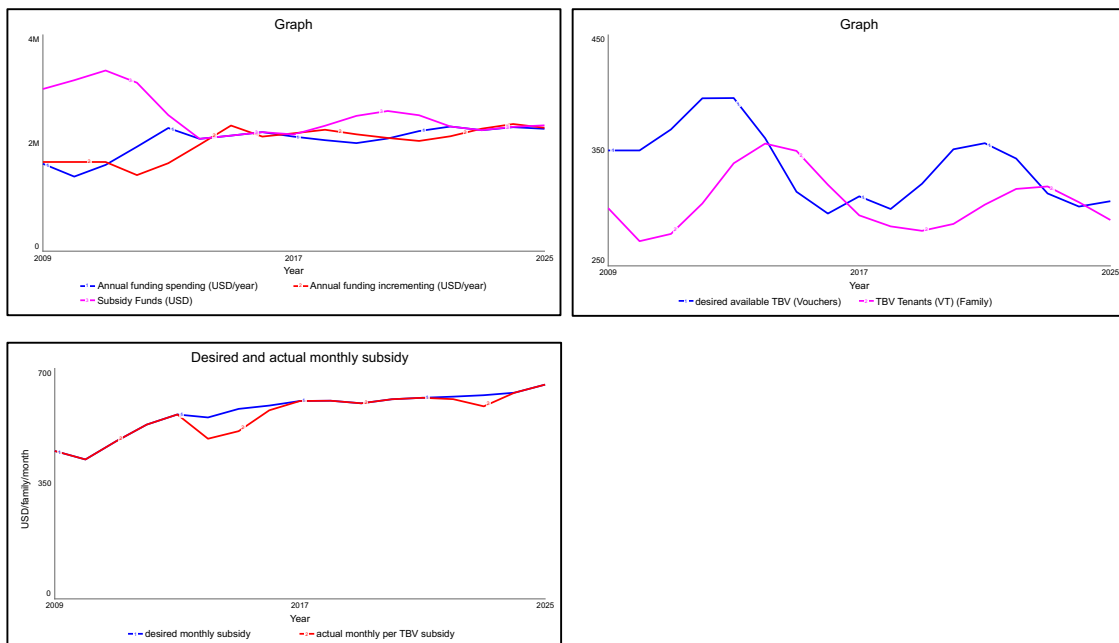 Graph
4M
2M
0
2009
2017
2025
Year
Annual funding spending (USD/year)
Annual funding incrementing (USD/year)
Subsidy Funds (USD)
Graph
450
350
250
2009
2017
2025
Year
desired available TBV (Vouchers)
TBV Tenants (VT) (Family)
Desired and actual monthly subsidy
700
USD/family/month
350
0
2009
2017
2025
Year
desired monthly subsidy
actual monthly per TBV subsidy